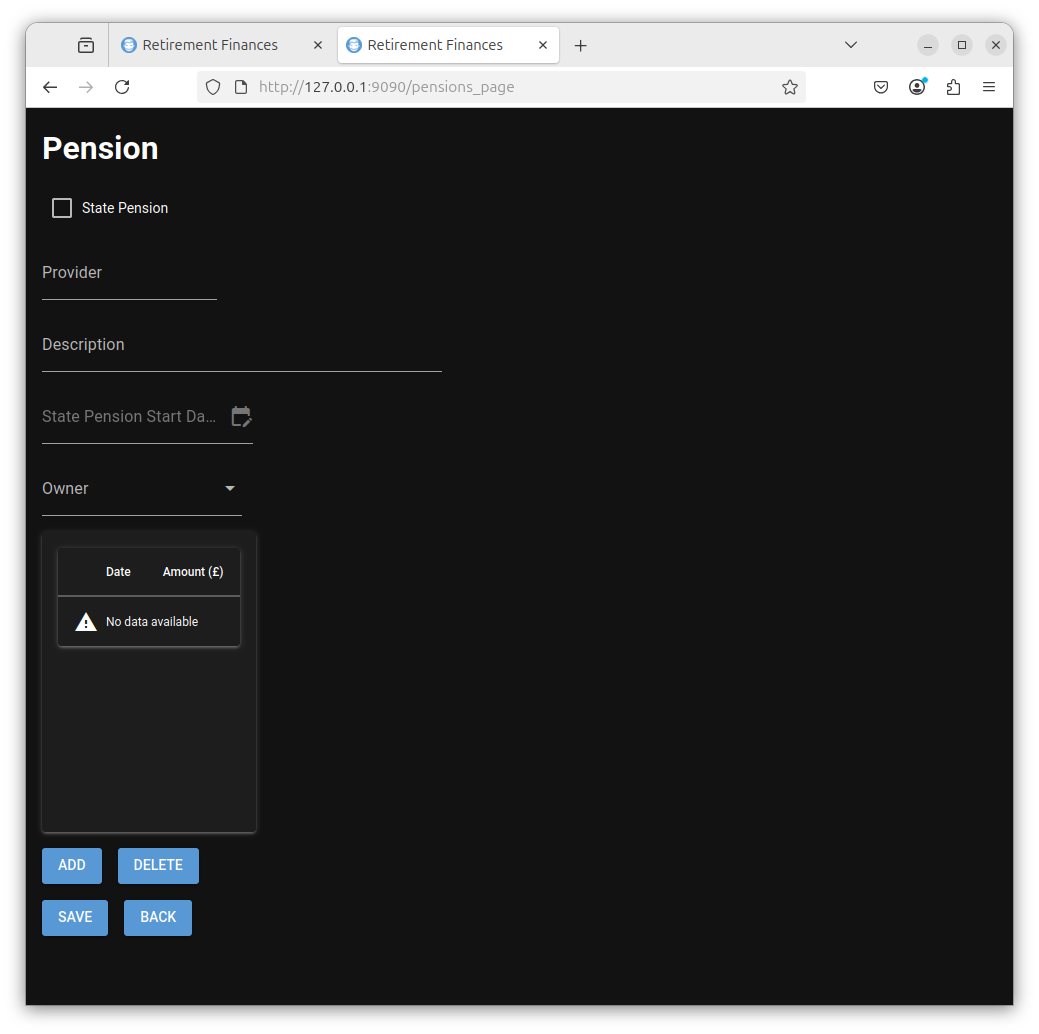 Retirement Finances
Retirement Finances
http://127.0.0.1:9090/pensions_page
Pension
State Pension
Provider
Description
State Pension Start Da...
Owner
Date Amount (£)
No data available
ADD DELETE
SAVE BACK